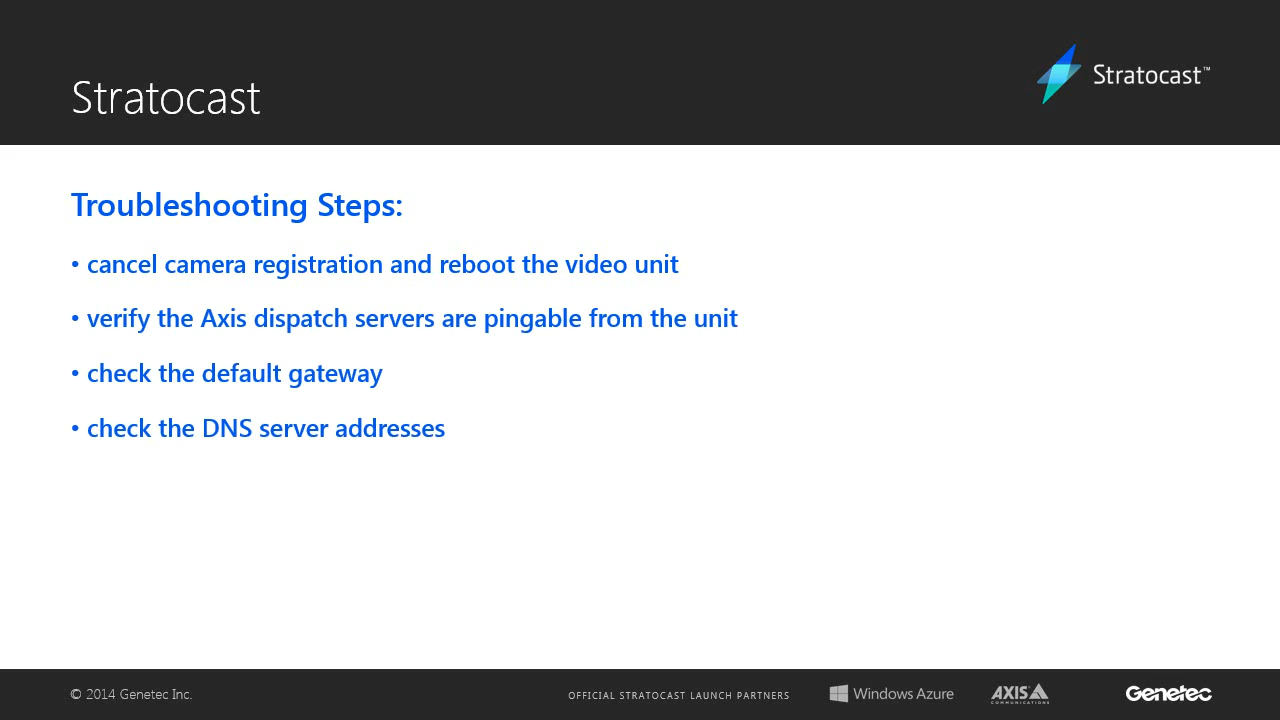 Stratocast
Stratocast™
Troubleshooting Steps:
• cancel camera registration and reboot the video unit
• verify the Axis dispatch servers are pingable from the unit
• check the default gateway
• check the DNS server addresses
© 2014 Genetec Inc.
OFFICIAL STRATOCAST LAUNCH PARTNERS
Windows Azure
AXIS
COMMUNICATIONS
Genetec